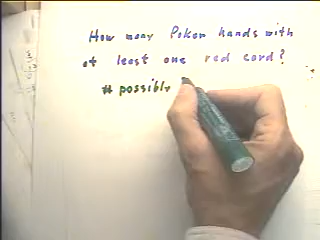 How many Poker hands with
at least one red card?
# possible